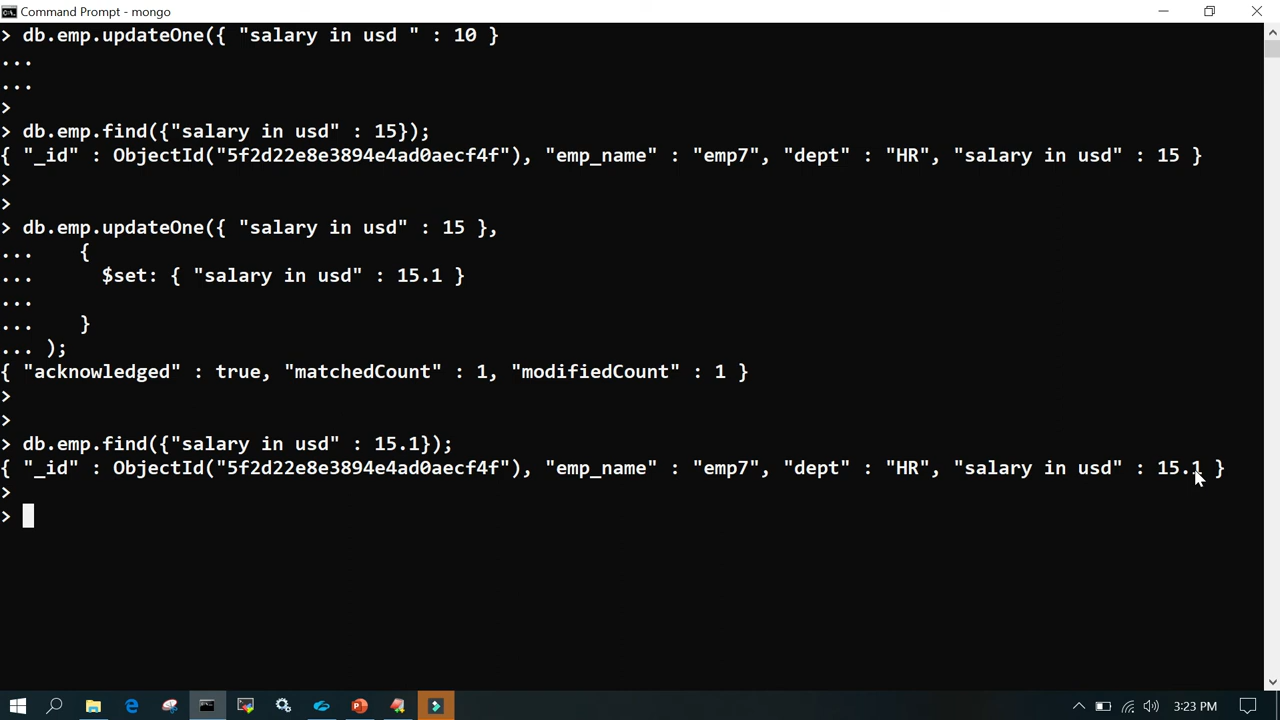 Command Prompt - mongo
> db.emp.updateOne({ "salary in usd " : 10 }
...
...
>
> db.emp.find({"salary in usd" : 15});
{ "_id" : ObjectId("5f2d22e8e3894e4ad0aecf4f"), "emp_name" : "emp7", "dept" : "HR", "salary in usd" : 15 }
>
>
> db.emp.updateOne({ "salary in usd" : 15 },
...    {
...      $set: { "salary in usd" : 15.1 }
...
...    }
... );
{ "acknowledged" : true, "matchedCount" : 1, "modifiedCount" : 1 }
>
>
> db.emp.find({"salary in usd" : 15.1});
{ "_id" : ObjectId("5f2d22e8e3894e4ad0aecf4f"), "emp_name" : "emp7", "dept" : "HR", "salary in usd" : 15.1 }
>
>
3:23 PM